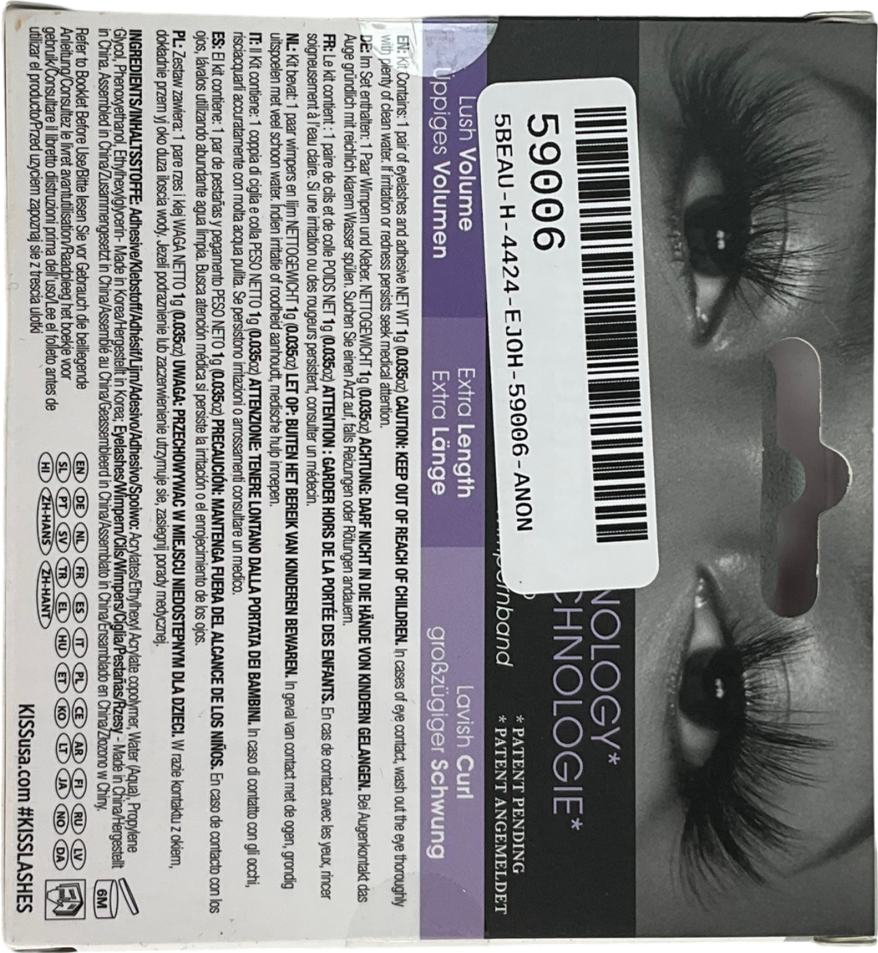 NOLOGY*
CHNOLOGIE*
* PATENT PENDING
* PATENT ANGEMELDET
59006
5BEAU-H-4424-EJOH-59006-ANON
Lush Volume
Üppiges Volumen
Extra Length
Extra Länge
Lavish Curl
großzügiger Schwung
EN: Kit Contains: 1 pair of eyelashes and adhesive NET WT 1g (0.035oz) CAUTION: KEEP OUT OF REACH OF CHILDREN. In cases of eye contact, wash out the eye thoroughly
with plenty of clean water. If irritation or redness persists seek medical attention.
DE: Im Set enthalten: 1 Paar Wimpern und Kleber. NETTOGEWICHT 1g (0.035oz) ACHTUNG: DARF NICHT IN DIE HÄNDE VON KINDERN GELANGEN. Bei Augenkontakt das
Auge gründlich mit reichlich klarem Wasser spülen. Suchen Sie einen Arzt auf, falls Reizungen oder Rötungen andauern.
FR: Le kit contient : 1 paire de cils et de colle POIDS NET 1g (0.035oz) ATTENTION : GARDER HORS DE LA PORTÉE DES ENFANTS. En cas de contact avec les yeux, rincer
soigneusement à l'eau claire. Si une irritation ou des rougeurs persistent, consulter un médecin.
NL: Kit bevat: 1 paar wimpers en lijm NETTOGEWICHT 1g (0.035oz) LET OP: BUITEN HET BEREIK VAN KINDEREN BEWAREN. In geval van contact met de ogen, grondig
uitspoelen met veel schoon water. Indien irritatie of roodheid aanhoudt, medische hulp inroepen.
IT: Il Kit contiene: 1 coppia di ciglia e colla PESO NETTO 1g (0.035oz) ATTENZIONE: TENERE LONTANO DALLA PORTATA DEI BAMBINI. In caso di contatto con gli occhi,
risciacquarli accuratamente con molta acqua pulita. Se persistono irritazioni o arrossamenti consultare un medico.
ES: El kit contiene: 1 par de pestañas y pegamento PESO NETO 1g (0.035oz) PRECAUCIÓN: MANTENGA FUERA DEL ALCANCE DE LOS NIÑOS. En caso de contacto con los
ojos, lávalos utilizando abundante agua limpia. Busca atención médica si persiste la irritación o el enrojecimiento de los ojos.
PL: Zestaw zawiera: 1 pare rzes i klej WAGA NETTO 1g (0.035oz) UWAGA: PRZECHOWYWAC W MIEJSCU NIEDOSTEPNYM DLA DZIECI. W razie kontaktu z okiem,
dokładnie przem yj oko duza iloscia wody. Jezeli podraznienie lub zaczerwienienie utrzymuje sie, zasiegnij porady medycznej.
INGREDIENTS/INHALTSSTOFFE: Adhesive/Klebstoff/Adhésif/Lijm/Adesivo/Adhesivo/Spoiwo: Acrylates/Ethylhexyl Acrylate copolymer, Water (Aqua), Propylene
Glycol, Phenoxyethanol, Ethylhexylglycerin- Made in Korea/Hergestellt in Korea; Eyelashes/Wimpern/Cils/Wimpers/Ciglia/Pestañas/Rzesy - Made in China/Hergestellt
in China. Assembled in China/Zusammengesetzt in China/Assemblé au China/Geassembleerd in China/Assemblato in China/Ensamblado en China/Złozono w Chiny.
Refer to Booklet Before Use/Bitte lesen Sie vor Gebrauch die beiliegende
Anleitung/Consultez le livret avantutilisation/Raadpleeg het boekje voor
gebruik/Consultare il libretto distruzioni prima dell uso/Lee el folleto antes de
utilizar el producto/Przed uzyciem zapoznaj sie z trescia ulotki
EN DE NL FR ES IT PL CE AR FI RU LV
SL PT SV TR EL HU ET KO LT JA NO DA
HI ZH-HANS ZH-HANT
6M
KISSusa.com #KISSLASHES